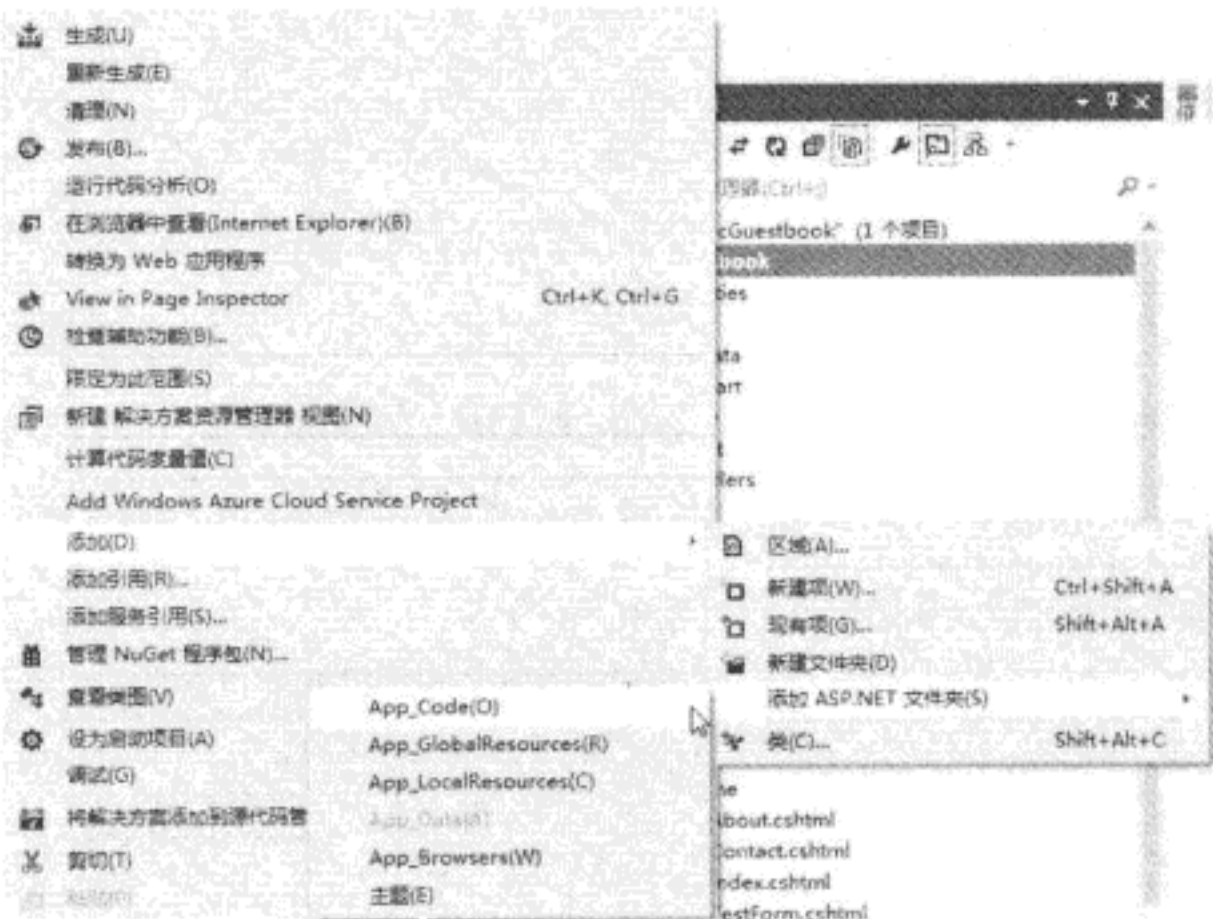 生成(U)
重新生成(E)
清理(N)
发布(B)...
运行代码分析(O)
在浏览器中查看(Internet Explorer)(B)
转换为 Web 应用程序
View in Page Inspector Ctrl+K, Ctrl+G
检查辅助功能(B)...
限定为此范围(S)
新建 解决方案资源管理器 视图(N)
计算代码度量值(C)
Add Windows Azure Cloud Service Project
添加(D)
添加引用(R)...
添加服务引用(S)...
管理 NuGet 程序包(N)...
查看类图(V)
设为启动项目(A)
调试(G)
将解决方案添加到源代码管
剪切(T)
App_Code(O)
App_GlobalResources(R)
App_LocalResources(C)
App_Data(A)
App_Browsers(W)
主题(E)
区域(A)...
新建项(W)... Ctrl+Shift+A
现有项(G)... Shift+Alt+A
新建文件夹(D)
添加 ASP.NET 文件夹(S)
类(C)... Shift+Alt+C
(Ctrl+;)
cGuestbook" (1 个项目)
book
ties
ata
art
t
llers
ne
bout.cshtml
ontact.cshtml
ndex.cshtml
estForm.cshtml